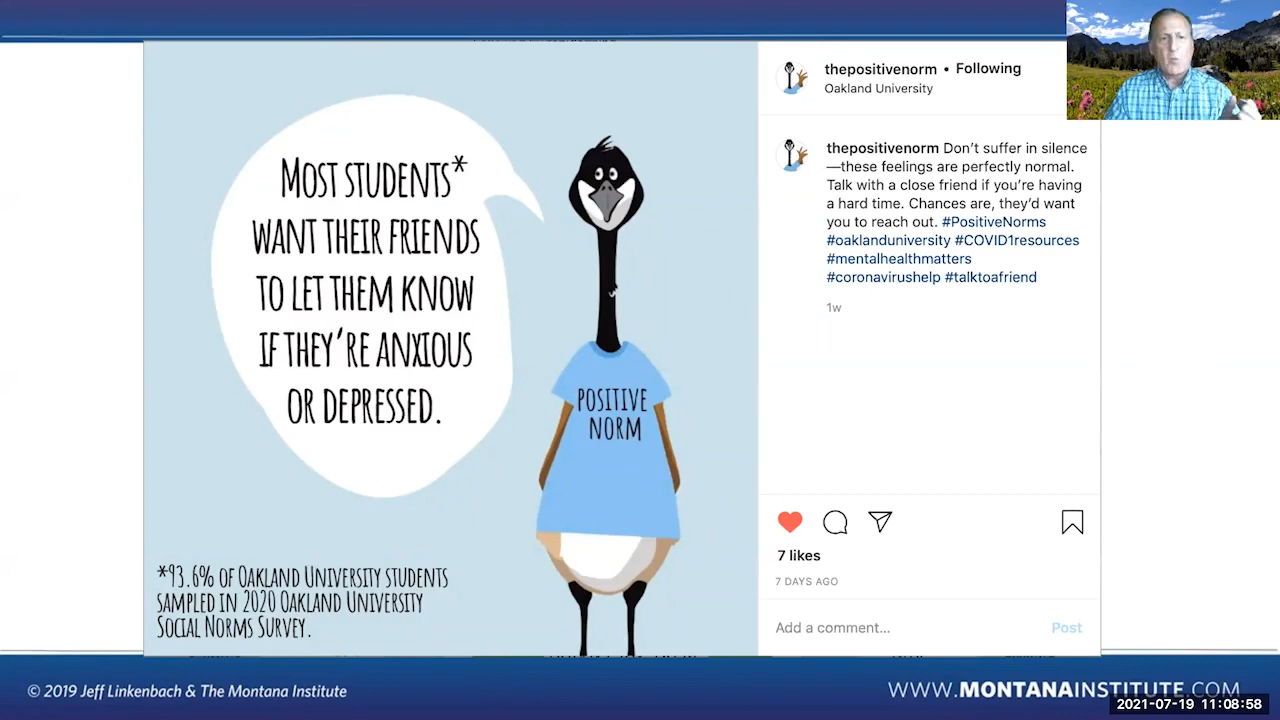 MOST STUDENTS*
WANT THEIR FRIENDS
TO LET THEM KNOW
IF THEY'RE ANXIOUS
OR DEPRESSED.
POSITIVE
NORM
*93.6% OF OAKLAND UNIVERSITY STUDENTS
SAMPLED IN 2020 OAKLAND UNIVERSITY
SOCIAL NORMS SURVEY.
thepositivenorm • Following
Oakland University
thepositivenorm Don't suffer in silence
—these feelings are perfectly normal.
Talk with a close friend if you're having
a hard time. Chances are, they'd want
you to reach out. #PositiveNorms
#oaklanduniversity #COVID1resources
#mentalhealthmatters
#coronavirushelp #talktoafriend
1w
7 likes
7 DAYS AGO
Add a comment... Post
© 2019 Jeff Linkenbach & The Montana Institute
WWW.MONTANAINSTITUTE.COM
2021-07-19 11:08:58